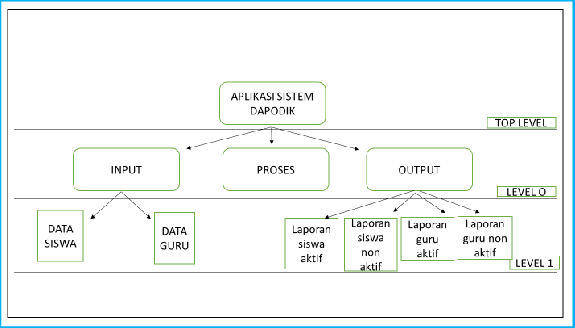 APLIKASI SISTEM
DAPODIK
TOP LEVEL
INPUT
PROSES
OUTPUT
LEVEL O
DATA
SISWA
DATA
GURU
Laporan
siswa
aktif
Laporan
siswa
non
aktif
Laporan
guru
aktif
Laporan
guru non
aktif
LEVEL 1